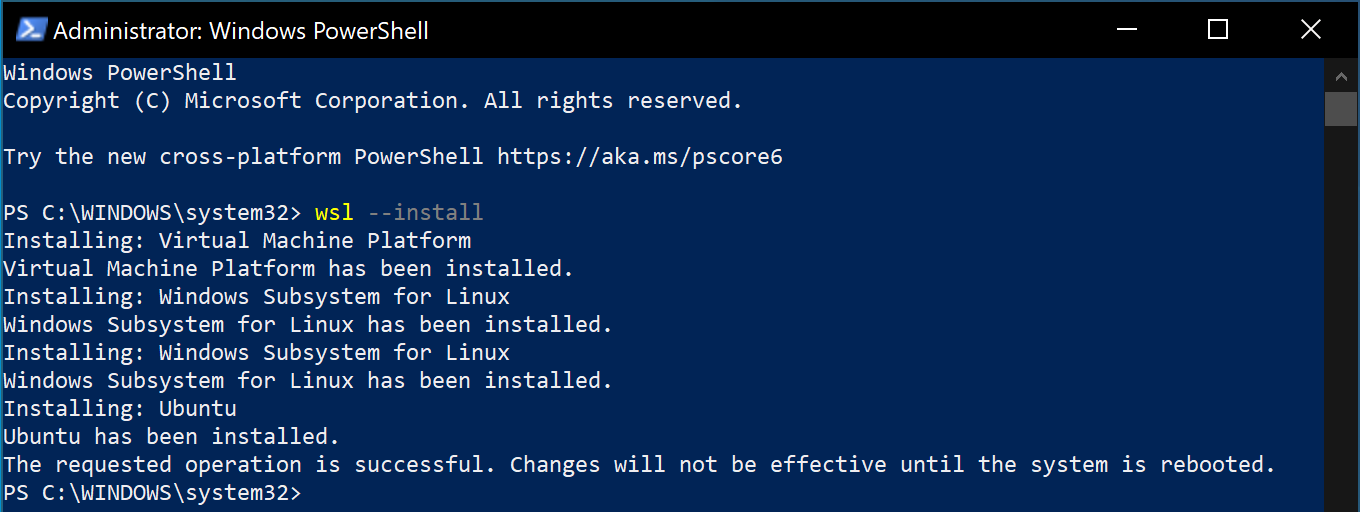 Administrator: Windows PowerShell
Windows PowerShell
Copyright (C) Microsoft Corporation. All rights reserved.
Try the new cross-platform PowerShell https://aka.ms/pscore6
PS C:\WINDOWS\system32> wsl --install
Installing: Virtual Machine Platform
Virtual Machine Platform has been installed.
Installing: Windows Subsystem for Linux
Windows Subsystem for Linux has been installed.
Installing: Windows Subsystem for Linux
Windows Subsystem for Linux has been installed.
Installing: Ubuntu
Ubuntu has been installed.
The requested operation is successful. Changes will not be effective until the system is rebooted.
PS C:\WINDOWS\system32>